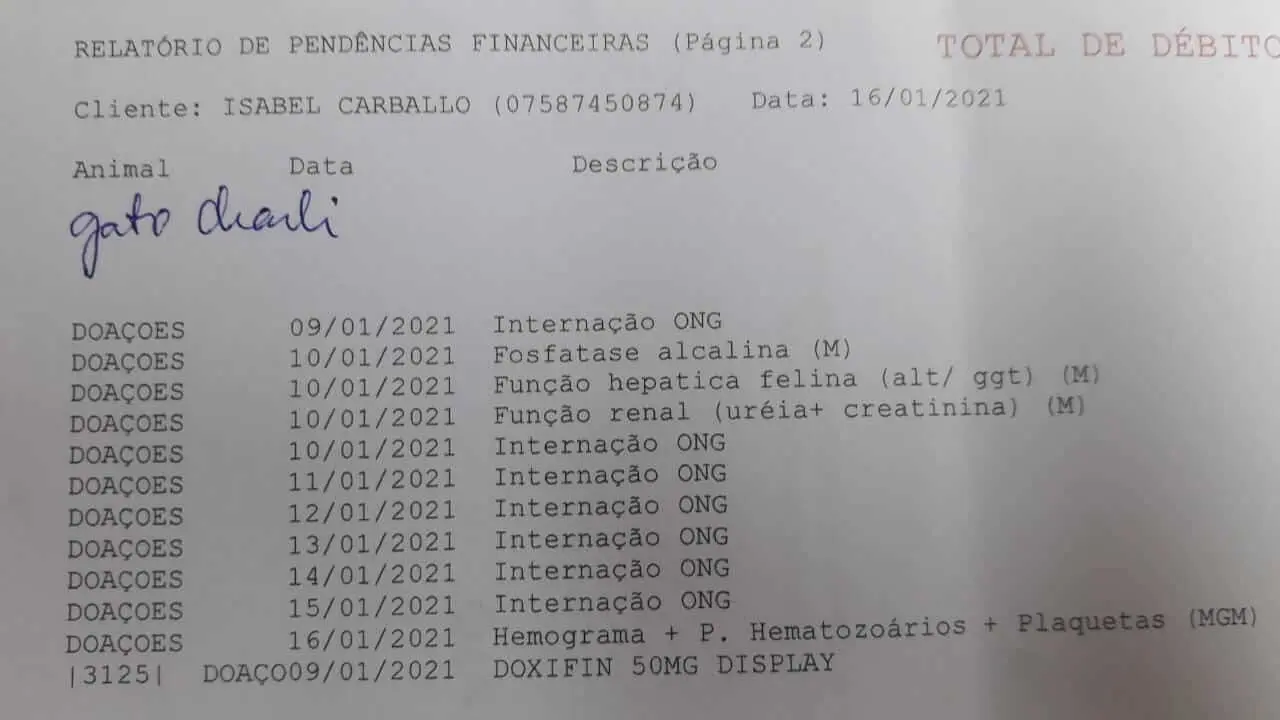 RELATÓRIO DE PENDÊNCIAS FINANCEIRAS (Página 2) TOTAL DE DÉBITO
Cliente: ISABEL CARBALLO (07587450874) Data: 16/01/2021
Animal Data Descrição
gato charli
DOAÇOES 09/01/2021 Internação ONG
DOAÇOES 10/01/2021 Fosfatase alcalina (M)
DOAÇOES 10/01/2021 Função hepatica felina (alt/ ggt) (M)
DOAÇOES 10/01/2021 Função renal (uréia+ creatinina) (M)
DOAÇOES 10/01/2021 Internação ONG
DOAÇOES 11/01/2021 Internação ONG
DOAÇOES 12/01/2021 Internação ONG
DOAÇOES 13/01/2021 Internação ONG
DOAÇOES 14/01/2021 Internação ONG
DOAÇOES 15/01/2021 Internação ONG
DOAÇOES 16/01/2021 Hemograma + P. Hematozoários + Plaquetas (MGM)
|3125| DOAÇO09/01/2021 DOXIFIN 50MG DISPLAY